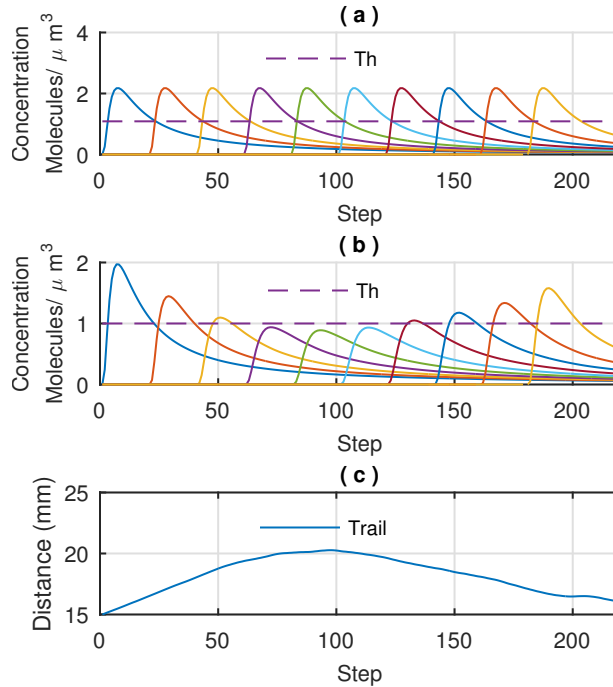 ( a )
4
2
0
Concentration
Molecules/ μ m³
Th
0 50 100 150 200
Step
( b )
2
1
0
Concentration
Molecules/ μ m³
Th
0 50 100 150 200
Step
( c )
25
20
15
Distance (mm)
Trail
0 50 100 150 200
Step